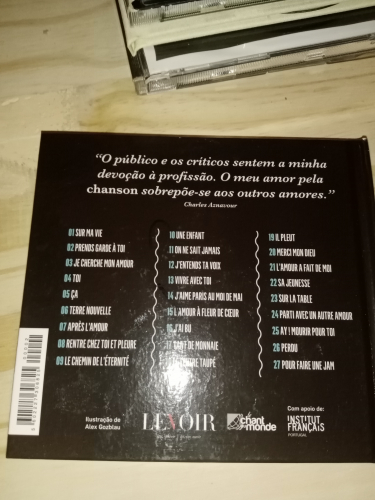 “O público e os críticos sentem a minha
devoção à profissão. O meu amor pela
chanson sobrepõe-se aos outros amores.”
Charles Aznavour
01 SUR MA VIE
02 PRENDS GARDE À TOI
03 JE CHERCHE MON AMOUR
04 TOI
05 ÇA
06 TERRE NOUVELLE
07 APRÈS L'AMOUR
08 RENTRE CHEZ TOI ET PLEURE
09 LE CHEMIN DE L'ÉTERNITÉ
10 UNE ENFANT
11 ON NE SAIT JAMAIS
12 J'ENTENDS TA VOIX
13 VIVRE AVEC TOI
14 J'AIME PARIS AU MOI DE MAI
15 L'AMOUR À FLEUR DE CŒUR
16 J'AI BU
DE MONNAIE
TAUPÉ
19 IL PLEUT
20 MERCI MON DIEU
21 L'AMOUR A FAIT DE MOI
22 SA JEUNESSE
23 SUR LA TABLE
24 PARTI AVEC UN AUTRE AMOUR
25 AY ! MOURIR POUR TOI
26 PERDU
27 POUR FAIRE UNE JAM
Ilustração de
Alex Gozblau
LENOIR
chant
monde
Com apoio de:
INSTITUT
FRANÇAIS
PORTUGAL